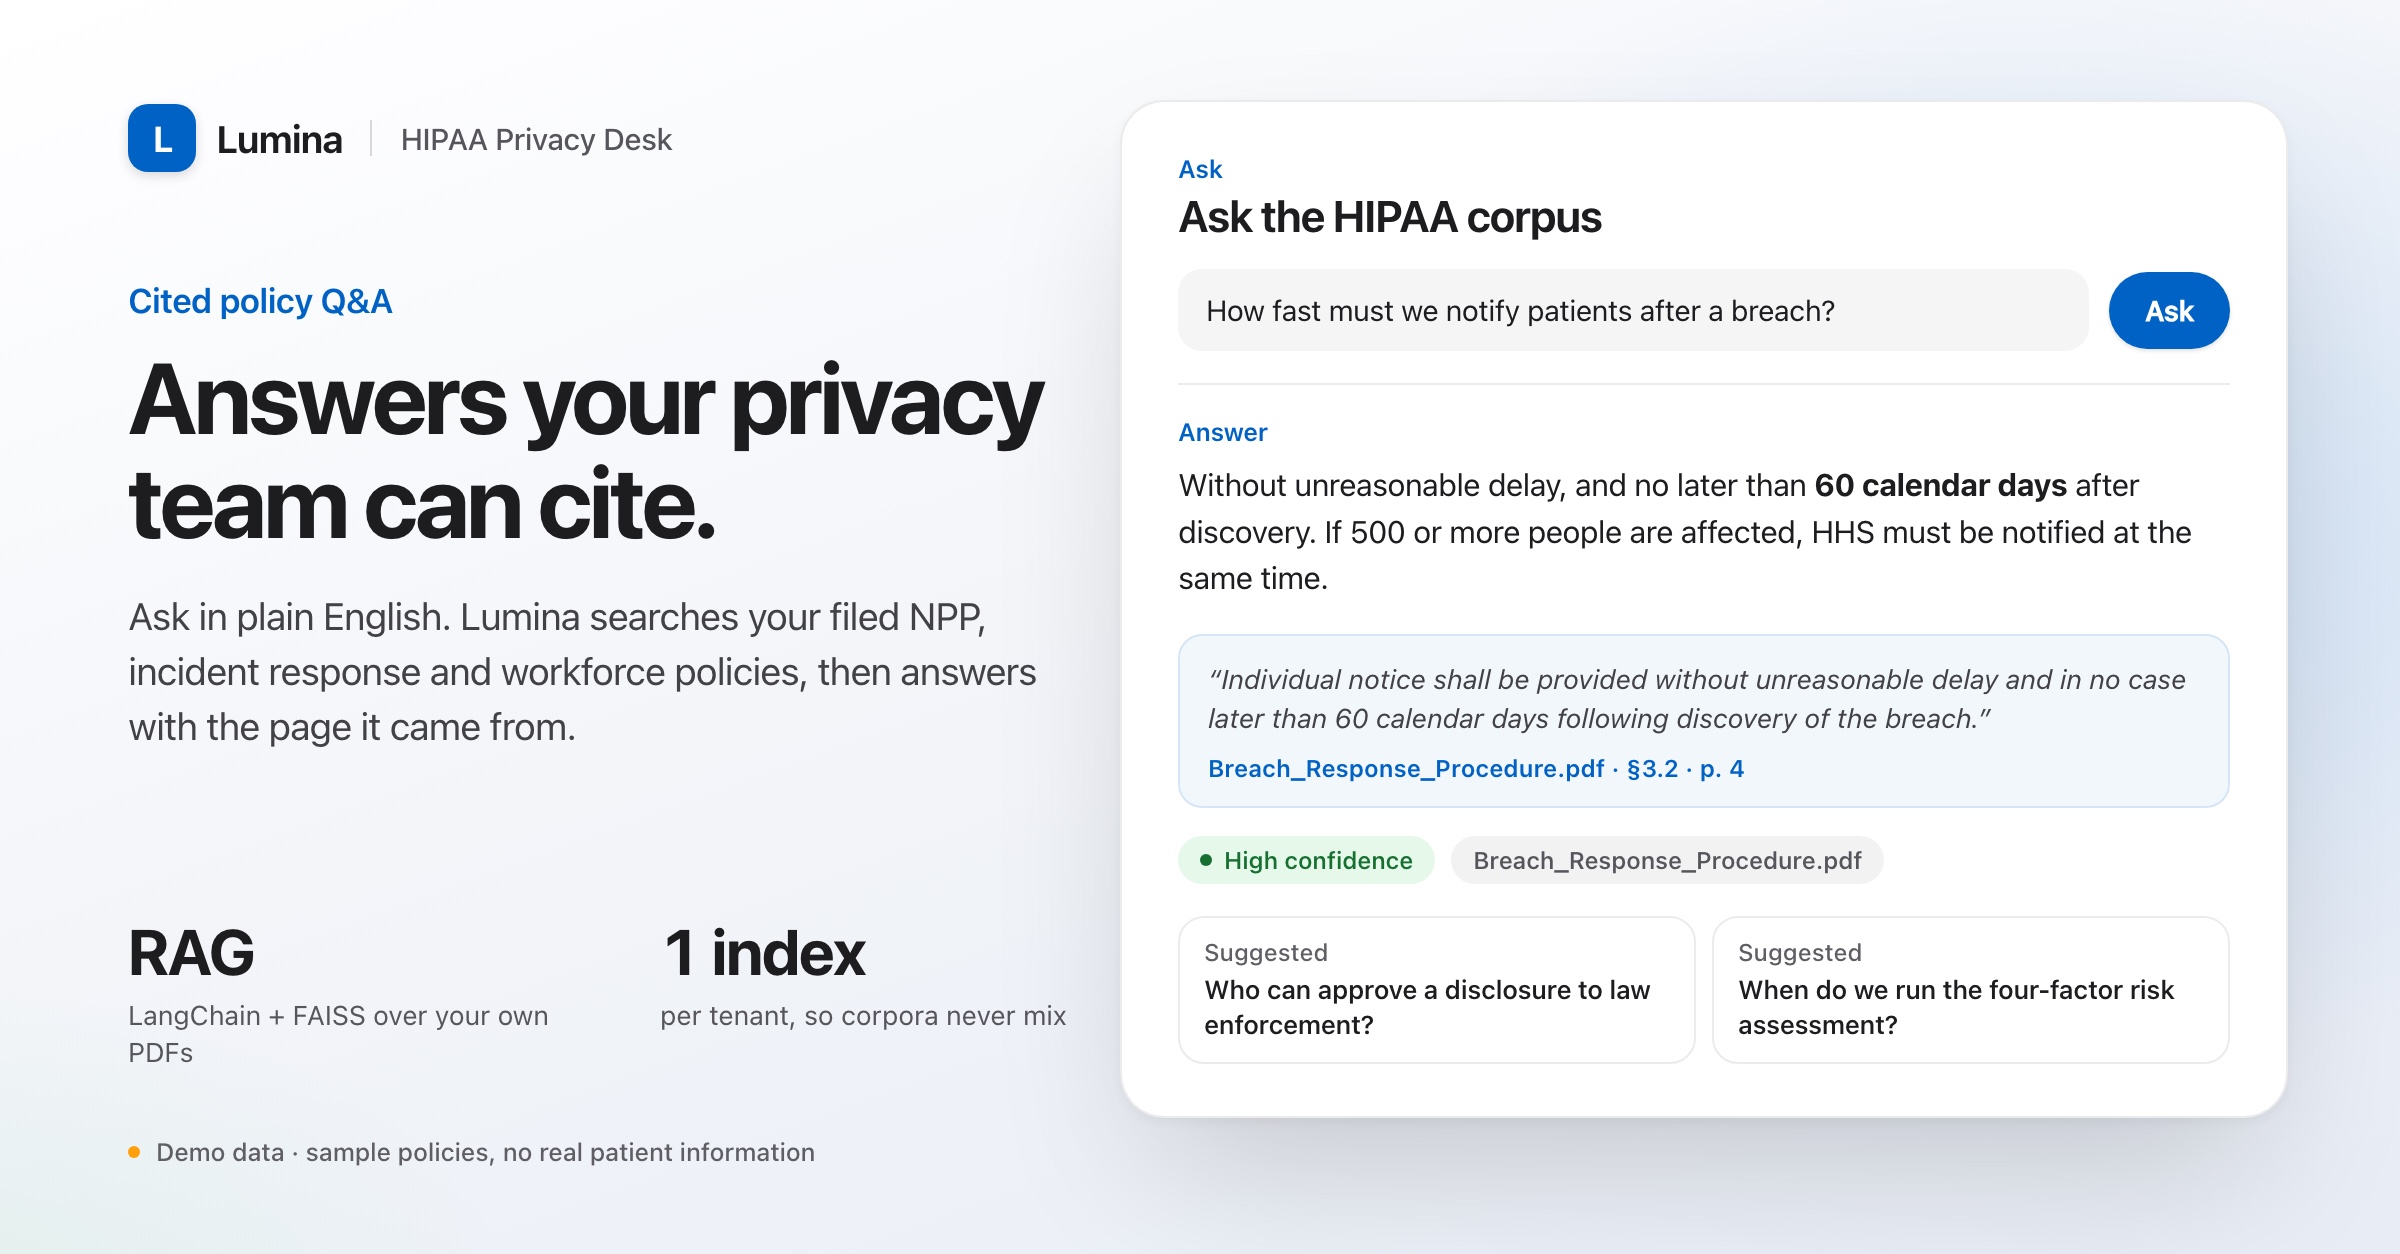 L
Lumina
HIPAA Privacy Desk
Cited policy Q&A
Answers your privacy
team can cite.
Ask in plain English. Lumina searches your filed NPP,
incident response and workforce policies, then answers
with the page it came from.
RAG
LangChain + FAISS over your own
PDFs
1 index
per tenant, so corpora never mix
Demo data · sample policies, no real patient information
Ask
Ask the HIPAA corpus
How fast must we notify patients after a breach?
Ask
Answer
Without unreasonable delay, and no later than 60 calendar days after
discovery. If 500 or more people are affected, HHS must be notified at the
same time.
“Individual notice shall be provided without unreasonable delay and in no case
later than 60 calendar days following discovery of the breach.”
Breach_Response_Procedure.pdf · §3.2 · p. 4
High confidence
Breach_Response_Procedure.pdf
Suggested
Who can approve a disclosure to law
enforcement?
Suggested
When do we run the four-factor risk
assessment?